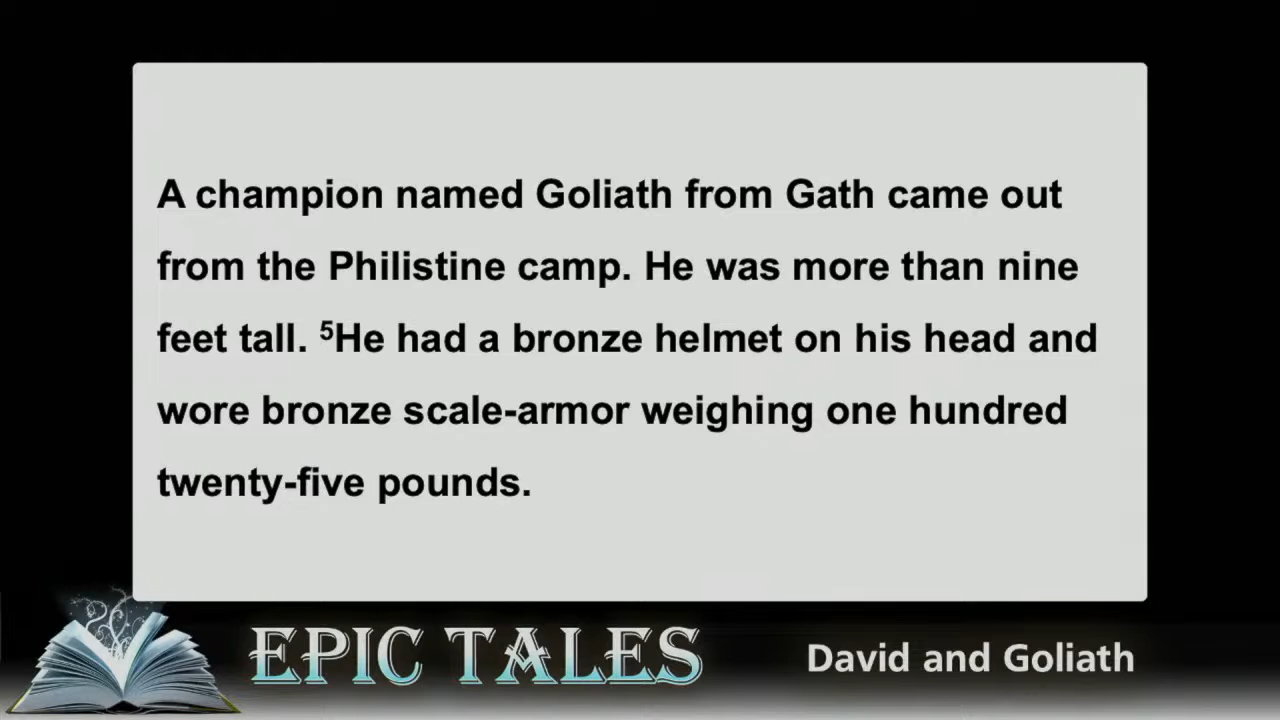 A champion named Goliath from Gath came out
from the Philistine camp. He was more than nine
feet tall. ⁵He had a bronze helmet on his head and
wore bronze scale-armor weighing one hundred
twenty-five pounds.
EPIC TALES
David and Goliath